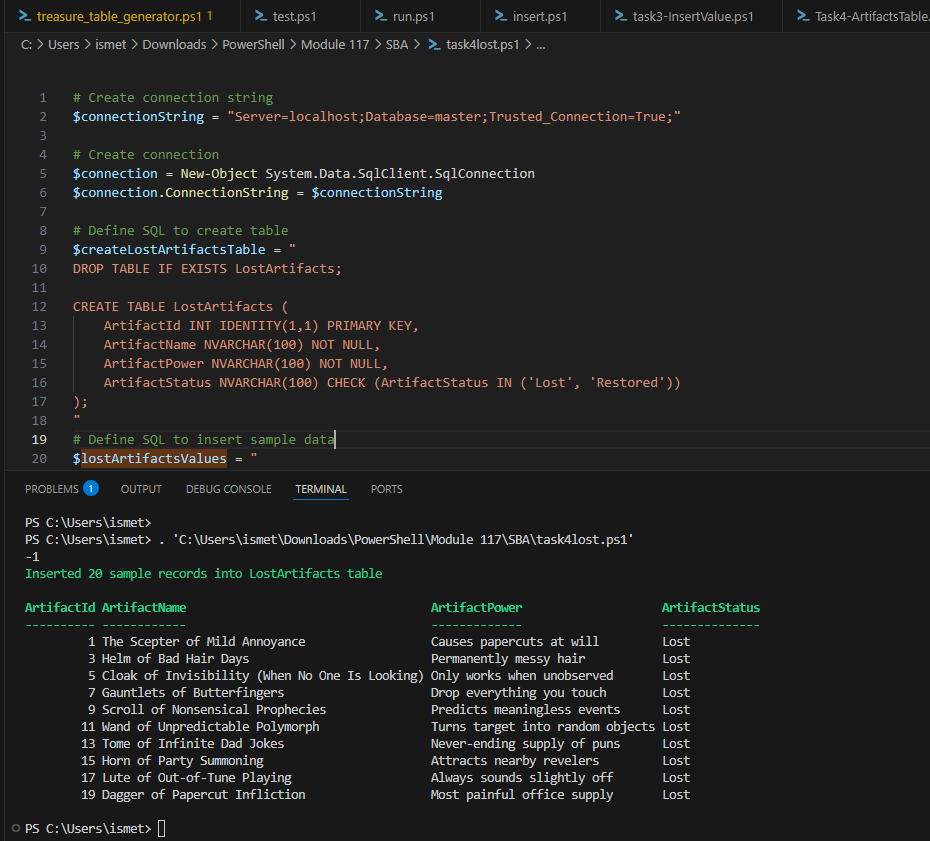 treasure_table_generator.ps1 1 test.ps1 run.ps1 insert.ps1 task3-InsertValue.ps1 Task4-ArtifactsTable.
C: > Users > ismet > Downloads > PowerShell > Module 117 > SBA > task4lost.ps1 > ...
1 # Create connection string
2 $connectionString = "Server=localhost;Database=master;Trusted_Connection=True;"
3
4 # Create connection
5 $connection = New-Object System.Data.SqlClient.SqlConnection
6 $connection.ConnectionString = $connectionString
7
8 # Define SQL to create table
9 $createLostArtifactsTable = "
10 DROP TABLE IF EXISTS LostArtifacts;
11
12 CREATE TABLE LostArtifacts (
13 ArtifactId INT IDENTITY(1,1) PRIMARY KEY,
14 ArtifactName NVARCHAR(100) NOT NULL,
15 ArtifactPower NVARCHAR(100) NOT NULL,
16 ArtifactStatus NVARCHAR(100) CHECK (ArtifactStatus IN ('Lost', 'Restored'))
17 );
18 "
19 # Define SQL to insert sample data
20 $lostArtifactsValues = "
PROBLEMS 1 OUTPUT DEBUG CONSOLE TERMINAL PORTS
PS C:\Users\ismet>
PS C:\Users\ismet> . 'C:\Users\ismet\Downloads\PowerShell\Module 117\SBA\task4lost.ps1'
-1
Inserted 20 sample records into LostArtifacts table
ArtifactId ArtifactName ArtifactPower ArtifactStatus
---------- ------------ ------------- --------------
1 The Scepter of Mild Annoyance Causes papercuts at will Lost
3 Helm of Bad Hair Days Permanently messy hair Lost
5 Cloak of Invisibility (When No One Is Looking) Only works when unobserved Lost
7 Gauntlets of Butterfingers Drop everything you touch Lost
9 Scroll of Nonsensical Prophecies Predicts meaningless events Lost
11 Wand of Unpredictable Polymorph Turns target into random objects Lost
13 Tome of Infinite Dad Jokes Never-ending supply of puns Lost
15 Horn of Party Summoning Attracts nearby revelers Lost
17 Lute of Out-of-Tune Playing Always sounds slightly off Lost
19 Dagger of Papercut Infliction Most painful office supply Lost
PS C:\Users\ismet>